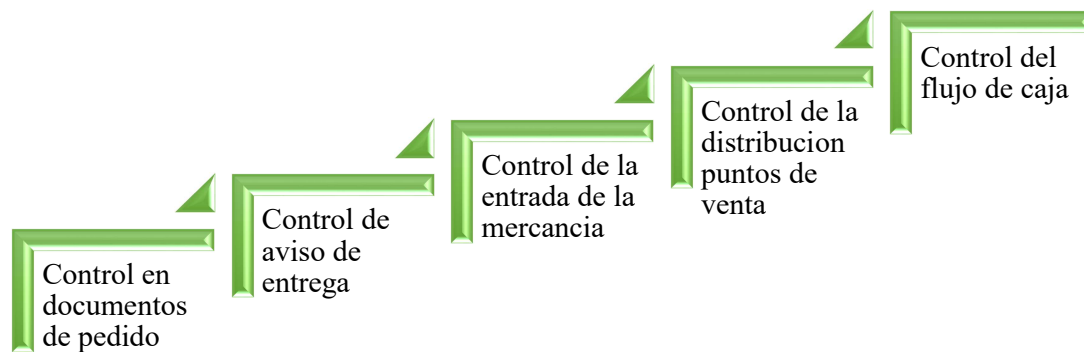 Control en
documentos
de pedido
Control de
aviso de
entrega
Control de la
entrada de la
mercancia
Control de la
distribucion
puntos de
venta
Control del
flujo de caja